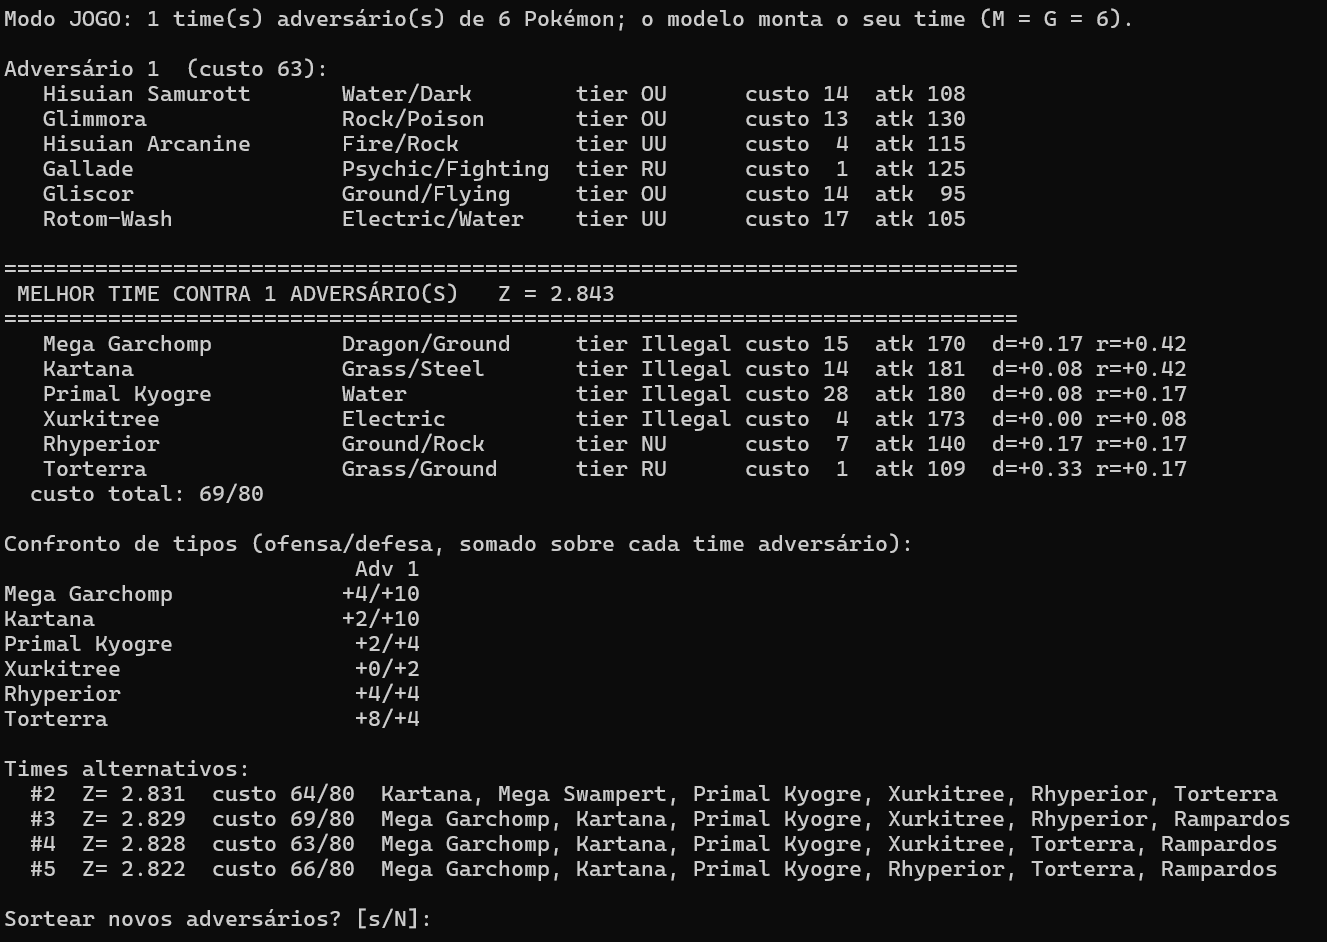 Modo JOGO: 1 time(s) adversário(s) de 6 Pokémon; o modelo monta o seu time (M = G = 6).

Adversário 1  (custo 63):
   Hisuian Samurott       Water/Dark        tier OU      custo 14  atk 108
   Glimmora               Rock/Poison       tier OU      custo 13  atk 130
   Hisuian Arcanine       Fire/Rock         tier UU      custo  4  atk 115
   Gallade                Psychic/Fighting  tier RU      custo  1  atk 125
   Gliscor                Ground/Flying     tier OU      custo 14  atk  95
   Rotom-Wash             Electric/Water    tier UU      custo 17  atk 105

==============================================================================
 MELHOR TIME CONTRA 1 ADVERSÁRIO(S)   Z = 2.843
==============================================================================
   Mega Garchomp          Dragon/Ground     tier Illegal custo 15  atk 170  d=+0.17 r=+0.42
   Kartana                Grass/Steel       tier Illegal custo 14  atk 181  d=+0.08 r=+0.42
   Primal Kyogre          Water             tier Illegal custo 28  atk 180  d=+0.08 r=+0.17
   Xurkitree              Electric          tier Illegal custo  4  atk 173  d=+0.00 r=+0.08
   Rhyperior              Ground/Rock       tier NU      custo  7  atk 140  d=+0.17 r=+0.17
   Torterra               Grass/Ground      tier RU      custo  1  atk 109  d=+0.33 r=+0.17
  custo total: 69/80

Confronto de tipos (ofensa/defesa, somado sobre cada time adversário):
                           Adv 1
Mega Garchomp             +4/+10
Kartana                   +2/+10
Primal Kyogre              +2/+4
Xurkitree                  +0/+2
Rhyperior                  +4/+4
Torterra                   +8/+4

Times alternativos:
  #2  Z= 2.831  custo 64/80  Kartana, Mega Swampert, Primal Kyogre, Xurkitree, Rhyperior, Torterra
  #3  Z= 2.829  custo 69/80  Mega Garchomp, Kartana, Primal Kyogre, Xurkitree, Rhyperior, Rampardos
  #4  Z= 2.828  custo 63/80  Mega Garchomp, Kartana, Primal Kyogre, Xurkitree, Torterra, Rampardos
  #5  Z= 2.822  custo 66/80  Mega Garchomp, Kartana, Primal Kyogre, Rhyperior, Torterra, Rampardos

Sortear novos adversários? [s/N]: